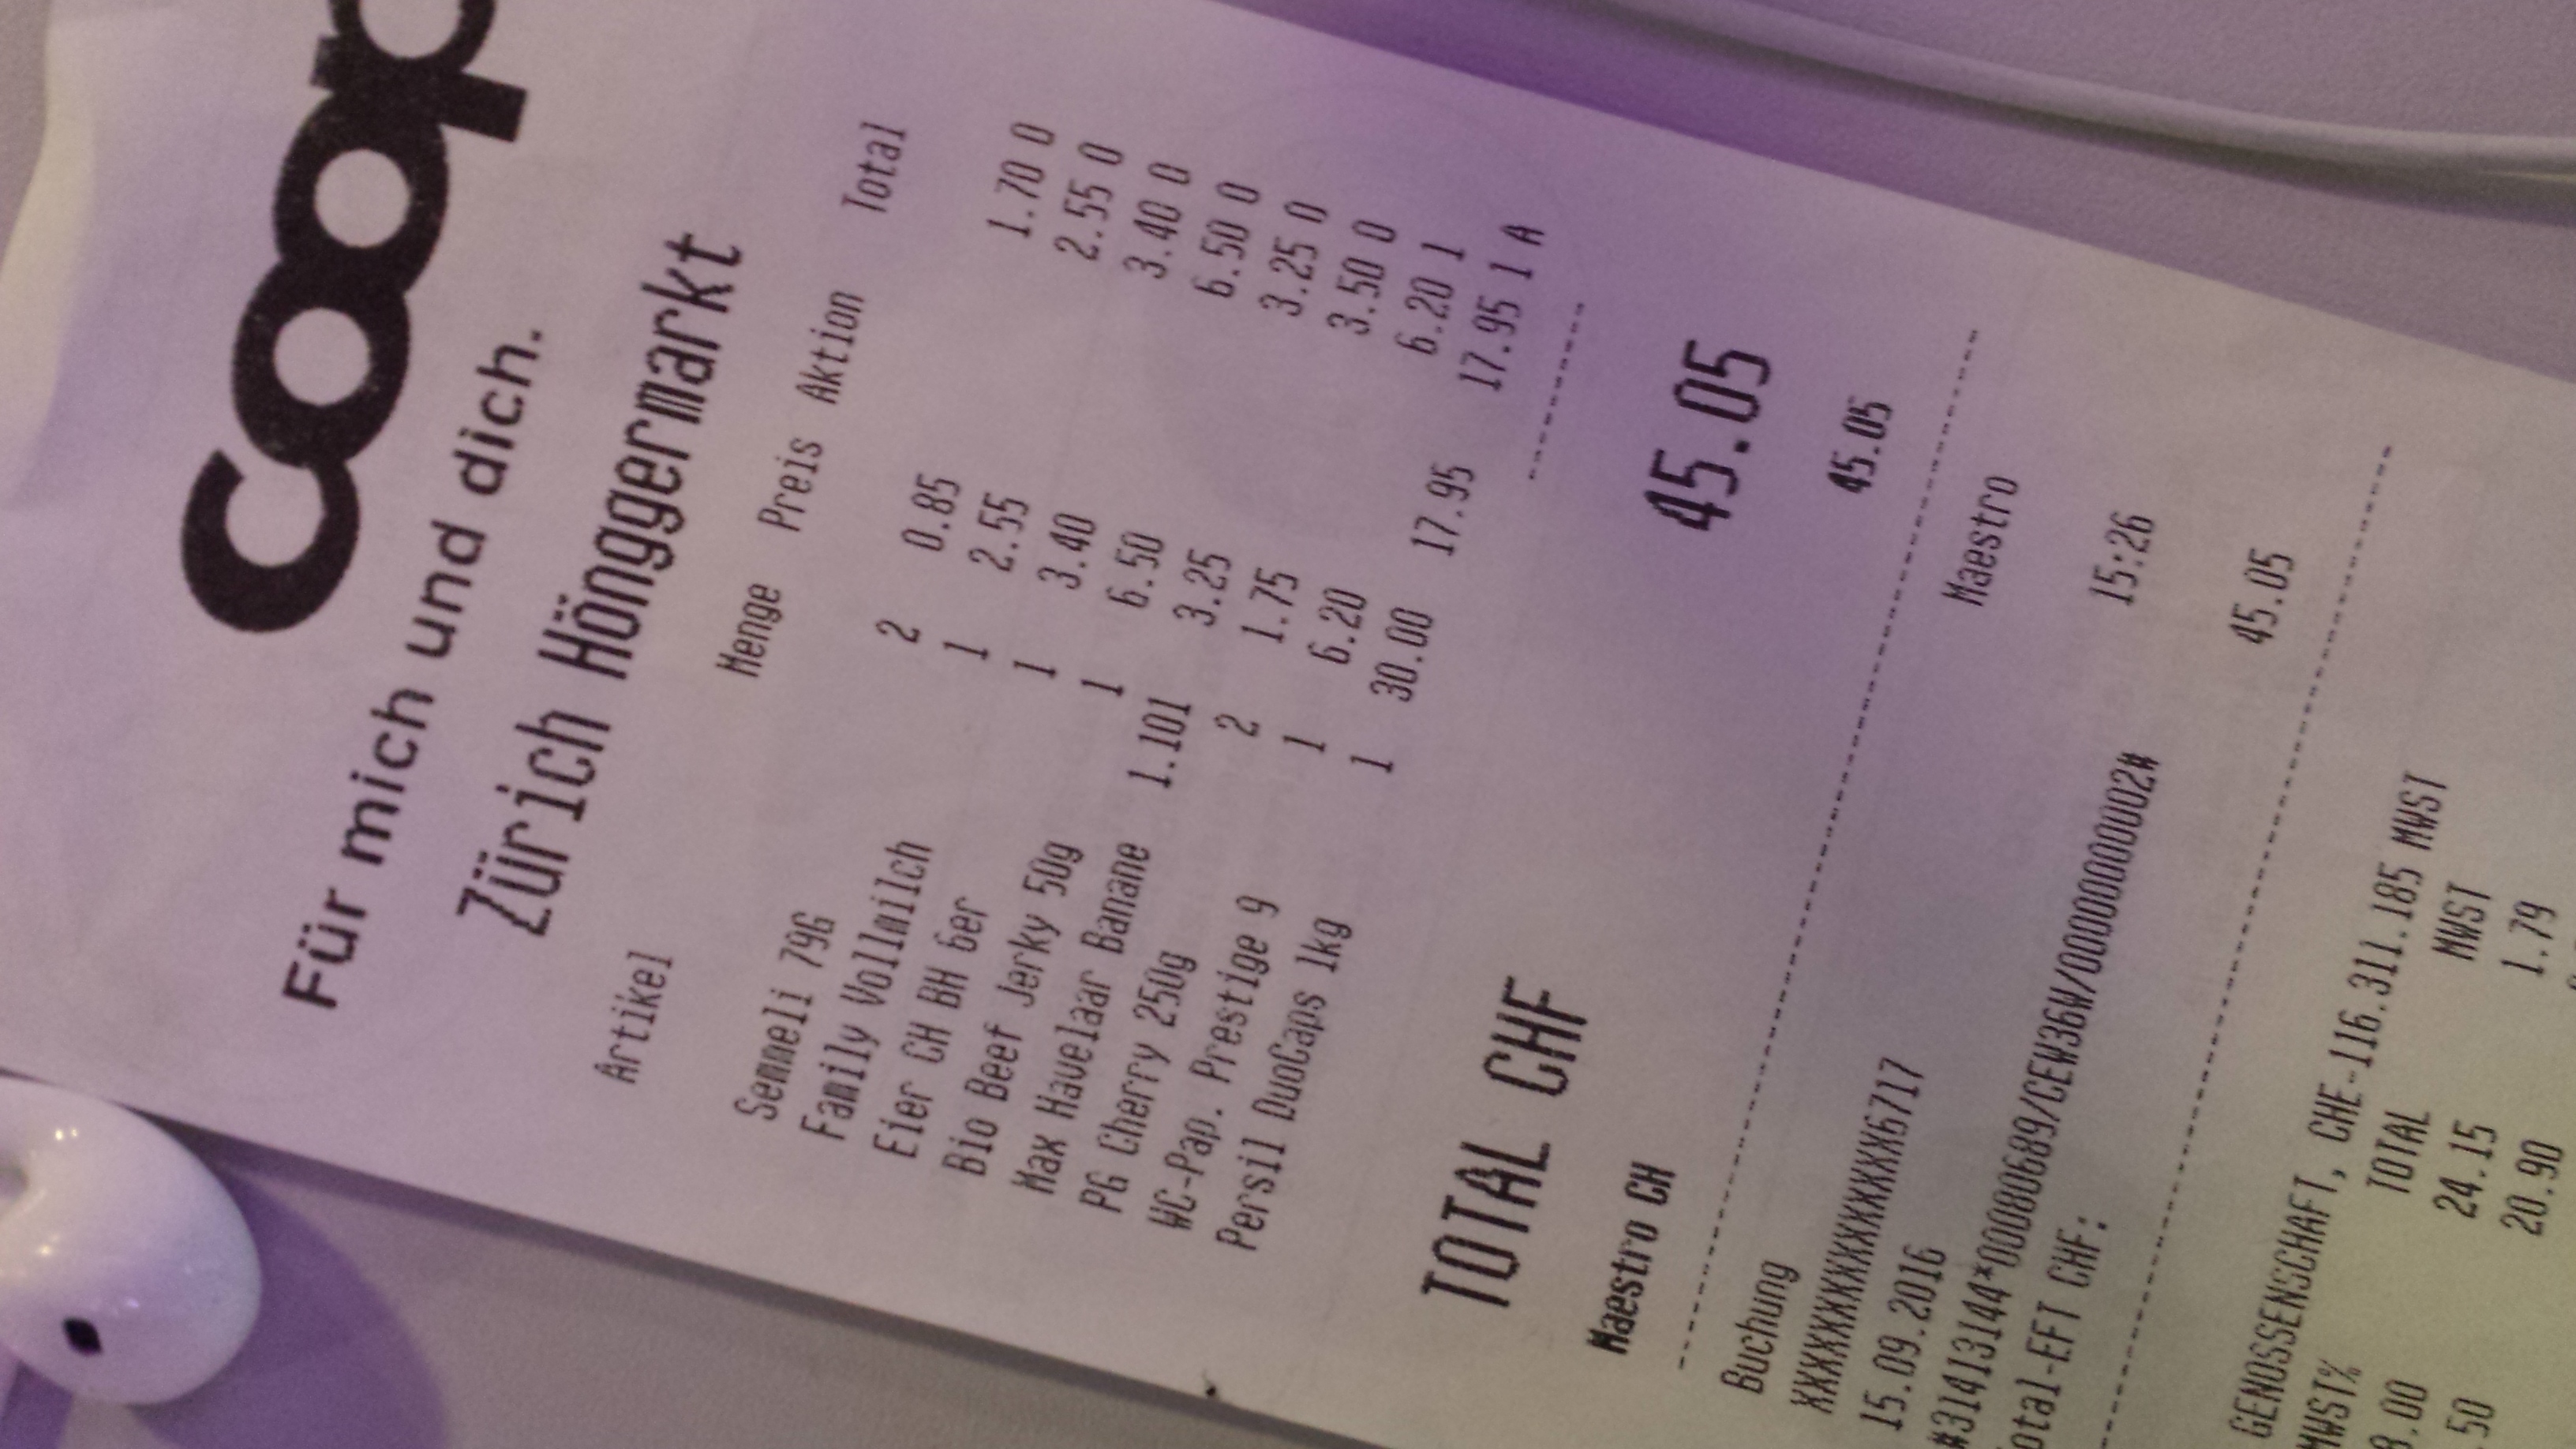 coop
Für mich und dich.
Zürich Hönggermarkt
Artikel Menge Preis Aktion Total
Semmeli 79G 2 0.85 1.70 0
Family Vollmilch 1 2.55 2.55 0
Eier CH BH 6er 1 3.40 3.40 0
Bio Beef Jerky 50g 1 6.50 6.50 0
Max Havelaar Banane 1.101 3.25 3.25 0
PG Cherry 250g 2 1.75 3.50 0
WC-Pap. Prestige 9 1 6.20 6.20 1
Persil DuoCaps 1kg 1 30.00 17.95 17.95 1 A
TOTAL CHF 45.05
Maestro CH 45.05
Buchung Maestro
XXXXXXXXXXXXXXX6717
15.09.2016 15:26
otal-EFT CHF: 45.05
GENOSSENSCHAFT, CHE-116.311.185 MWST
MWST% TOTAL MWST
8.00 24.15 1.79
.50 20.90